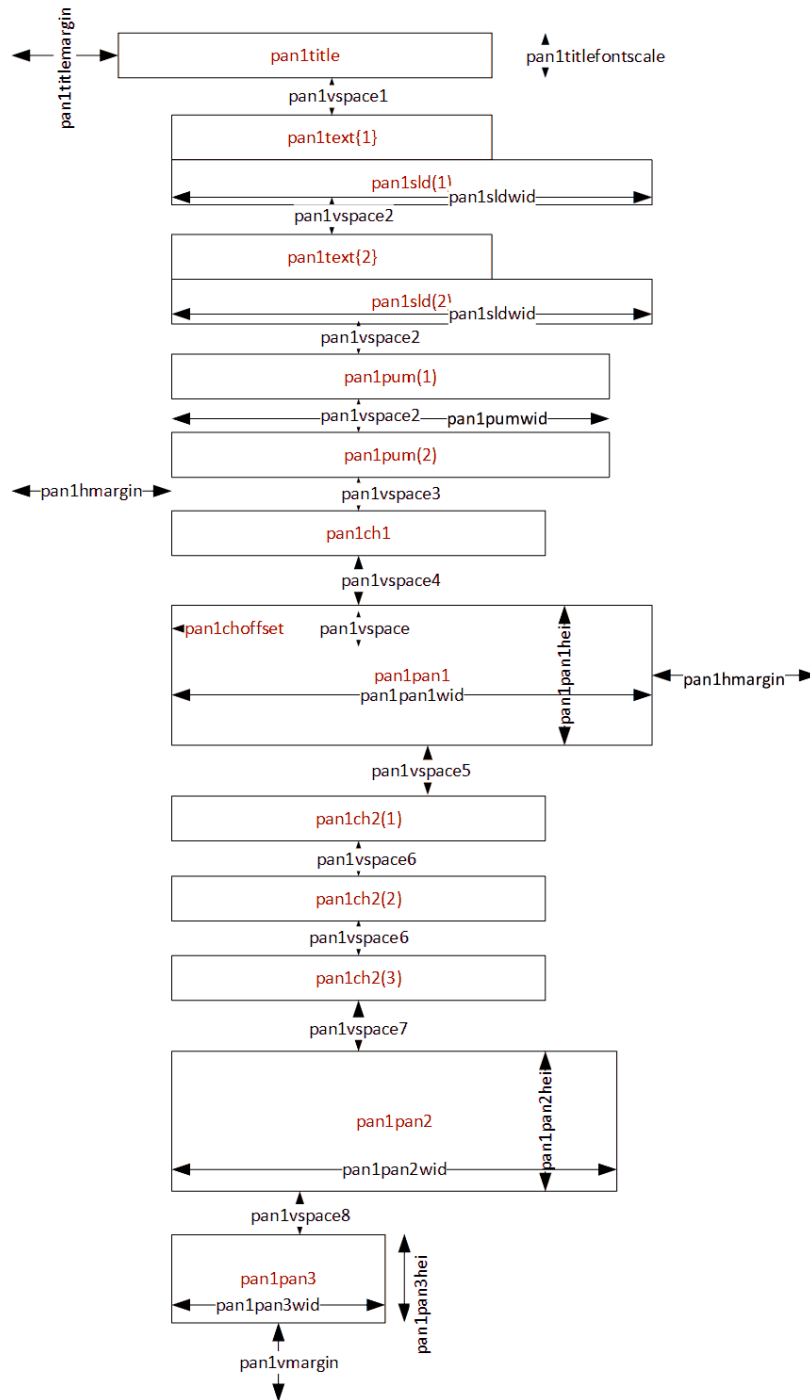 pan1title
pan1titlemargin
pan1titlefontscale
pan1vspace1
pan1text{1}
pan1sld(1)
pan1sldwid
pan1vspace2
pan1text{2}
pan1sld(2)
pan1sldwid
pan1vspace2
pan1pum(1)
pan1vspace2
pan1pumwid
pan1pum(2)
pan1hmargin
pan1vspace3
pan1ch1
pan1vspace4
pan1choffset
pan1vspace
pan1pan1hei
pan1pan1
pan1pan1wid
pan1hmargin
pan1vspace5
pan1ch2(1)
pan1vspace6
pan1ch2(2)
pan1vspace6
pan1ch2(3)
pan1vspace7
pan1pan2hei
pan1pan2
pan1pan2wid
pan1vspace8
pan1pan3
pan1pan3hei
pan1pan3wid
pan1vmargin